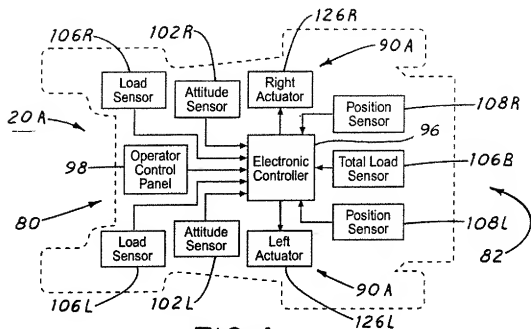 126R
106R
102R
90A
Load
Sensor
Attitude
Sensor
Right
Actuator
Position
Sensor
108R
20A
96
98
Operator
Control
Panel
Electronic
Controller
Total Load
Sensor
106B
80
Load
Sensor
Attitude
Sensor
Left
Actuator
Position
Sensor
108L
82
106L
102L
90A
126L